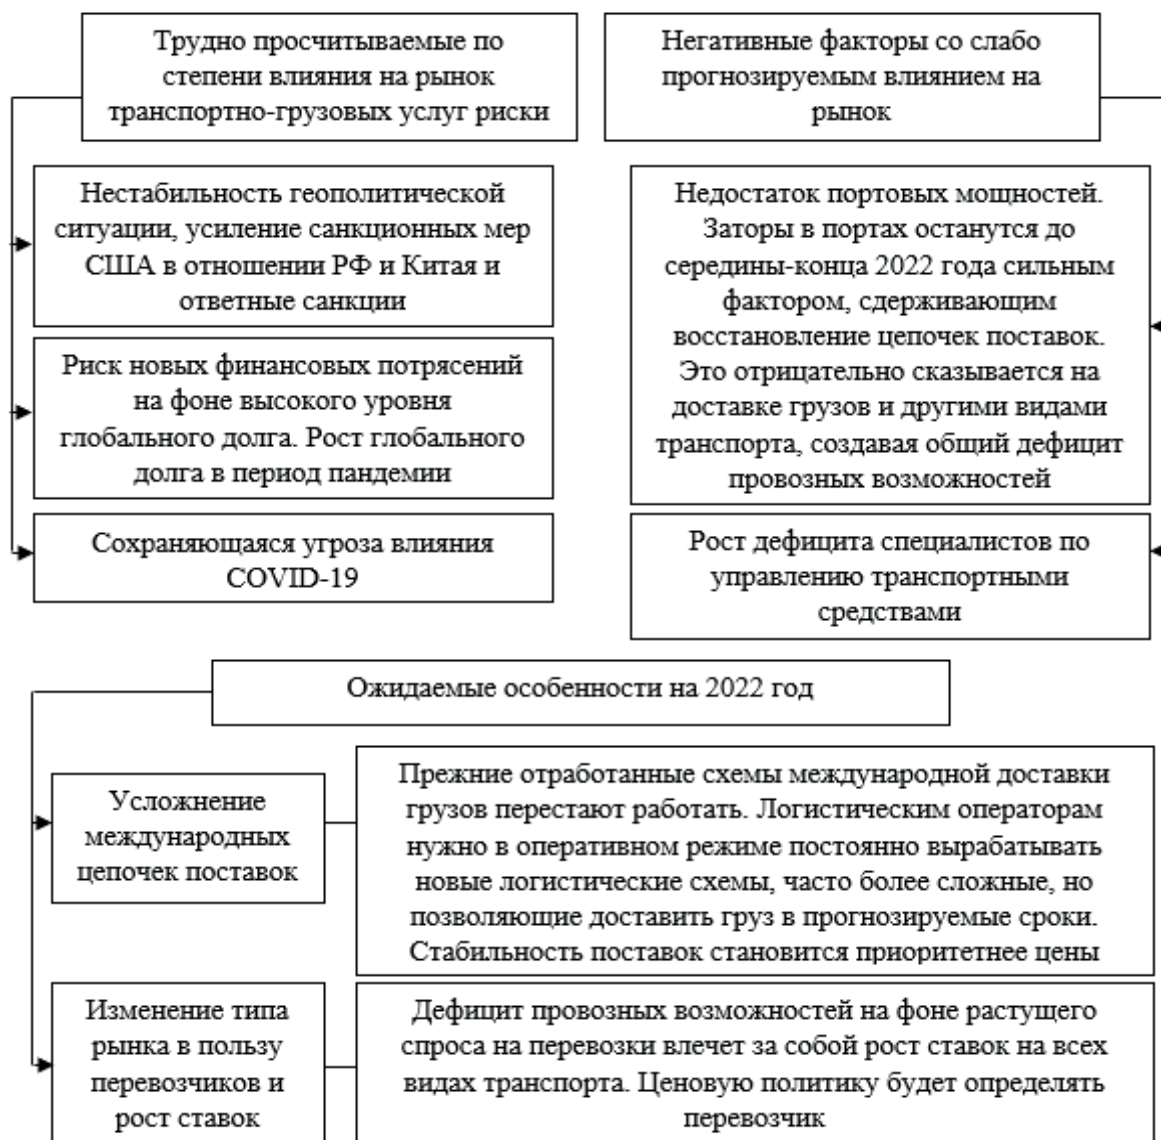 Трудно просчитываемые по
степени влияния на рынок
транспортно-грузовых услуг риски
Негативные факторы со слабо
прогнозируемым влиянием на
рынок
Нестабильность геополитической
ситуации, усиление санкционных мер
США в отношении РФ и Китая и
ответные санкции
Риск новых финансовых потрясений
на фоне высокого уровня
глобального долга. Рост глобального
долга в период пандемии
Сохраняющаяся угроза влияния
COVID-19
Недостаток портовых мощностей.
Заторы в портах останутся до
середины-конца 2022 года сильным
фактором, сдерживающим
восстановление цепочек поставок.
Это отрицательно сказывается на
доставке грузов и другими видами
транспорта, создавая общий дефицит
провозных возможностей
Рост дефицита специалистов по
управлению транспортными
средствами
Ожидаемые особенности на 2022 год
Усложнение
международных
цепочек поставок
Прежние отработанные схемы международной доставки
грузов перестают работать. Логистическим операторам
нужно в оперативном режиме постоянно вырабатывать
новые логистические схемы, часто более сложные, но
позволяющие доставить груз в прогнозируемые сроки.
Стабильность поставок становится приоритетнее цены
Изменение типа
рынка в пользу
перевозчиков и
рост ставок
Дефицит провозных возможностей на фоне растущего
спроса на перевозки влечет за собой рост ставок на всех
видах транспорта. Ценовую политику будет определять
перевозчик